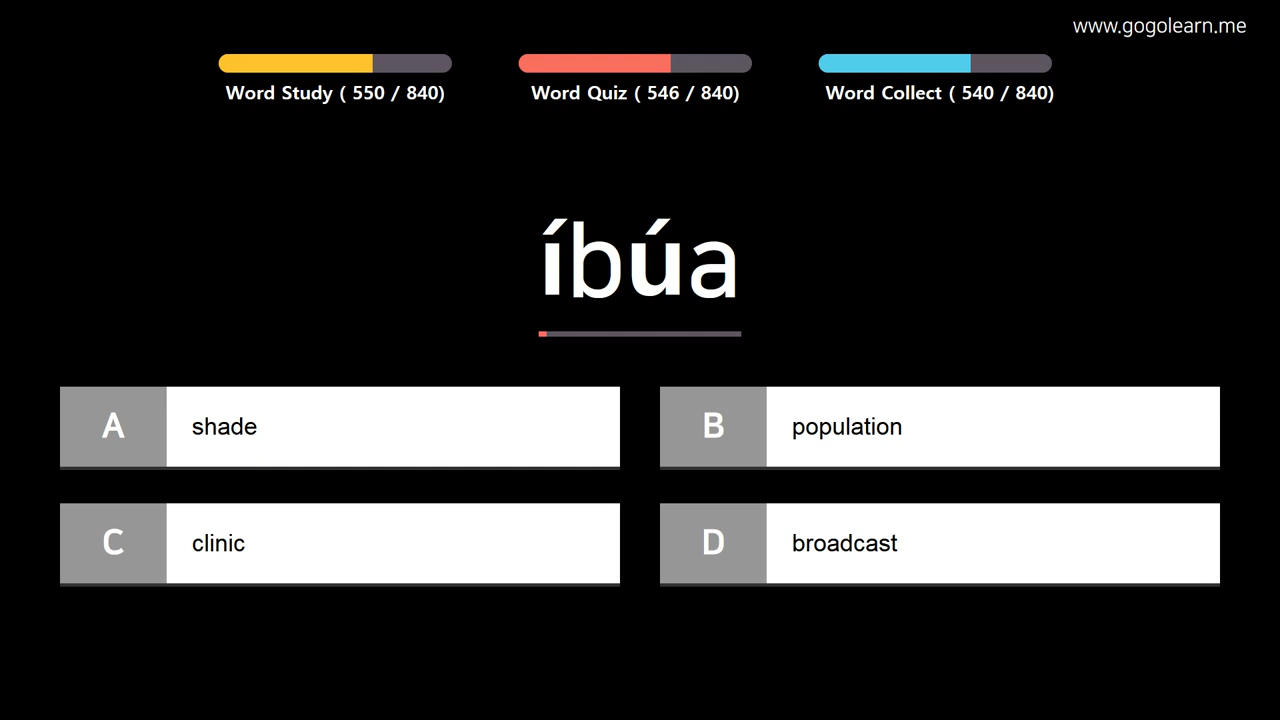 www.gogolearn.me
Word Study ( 550 / 840)
Word Quiz ( 546 / 840)
Word Collect ( 540 / 840)
íbúa
A shade
B population
C clinic
D broadcast